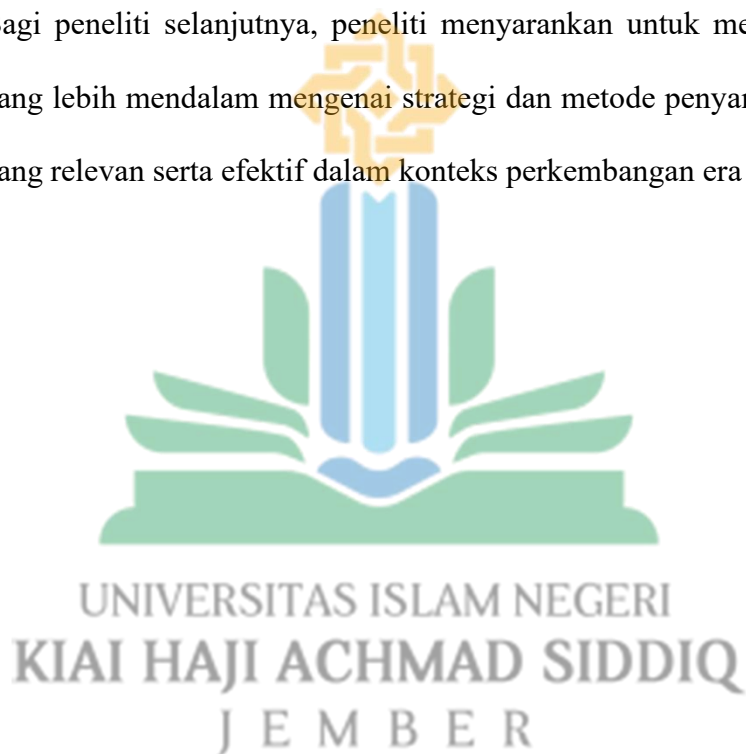 agi peneliti selanjutnya, peneliti menyarankan untuk me
ang lebih mendalam mengenai strategi dan metode penyar
ang relevan serta efektif dalam konteks perkembangan era
UNIVERSITAS ISLAM NEGERI
KIAI HAJI ACHMAD SIDDIQ
JEMBER